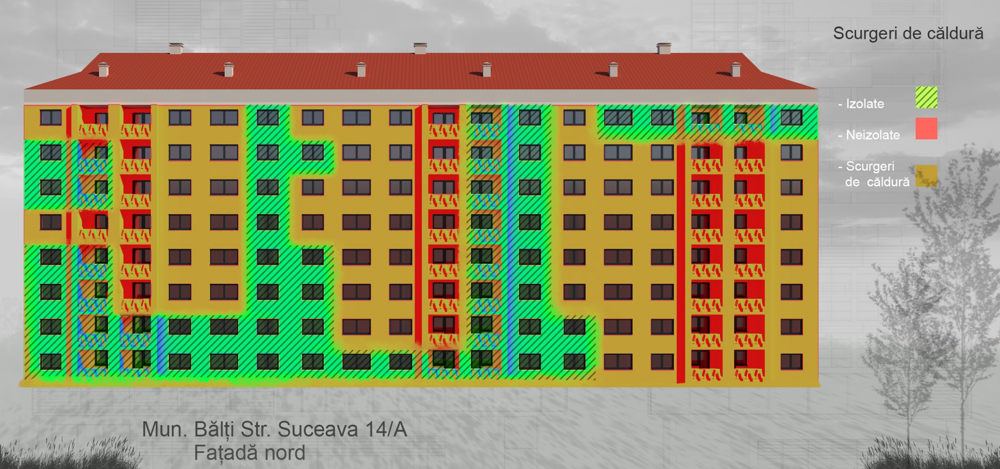 Scurgeri de căldură
- Izolate
- Neizolate
- Scurgeri
de căldură
Mun. Bălți Str. Suceava 14/A
Fațadă nord